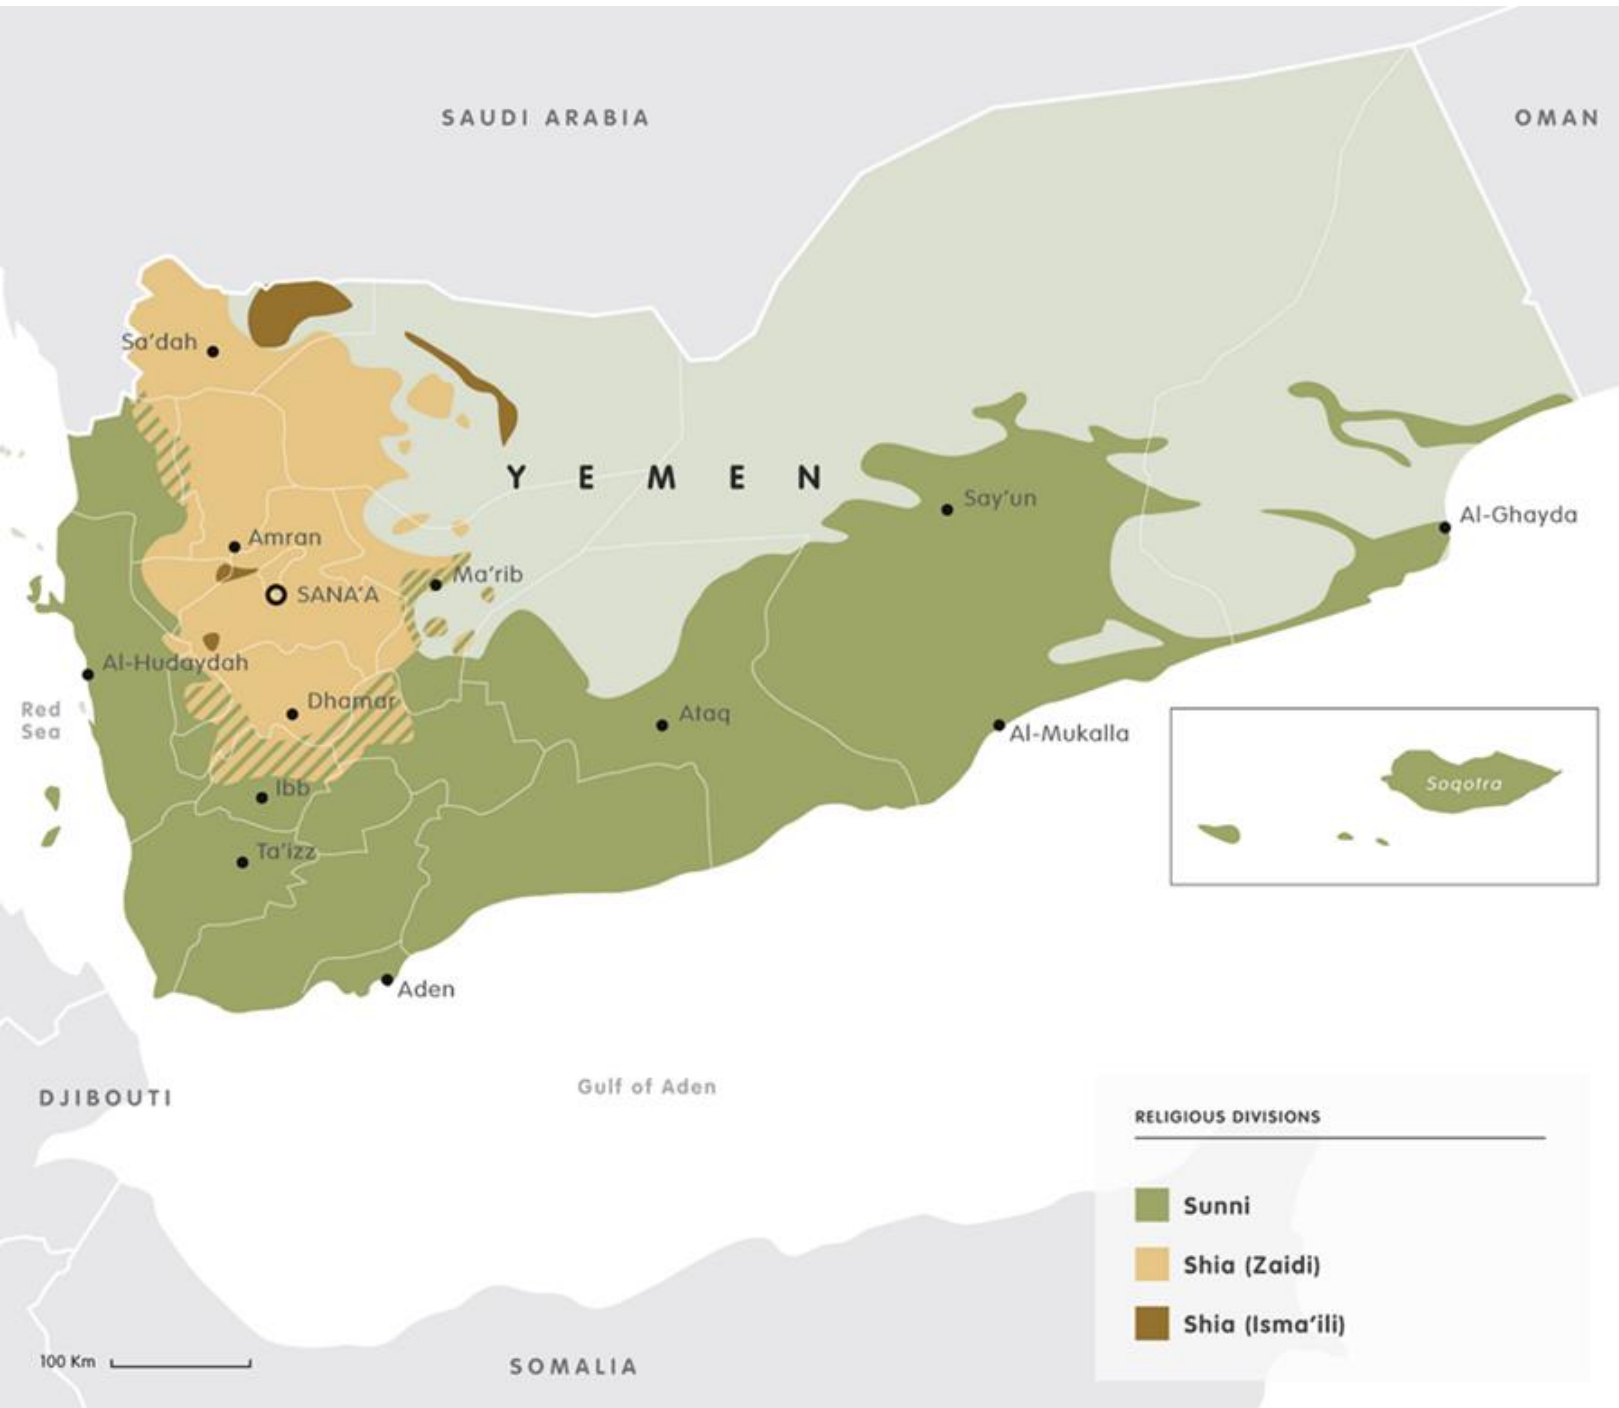 SAUDI ARABIA
OMAN
Sa'dah
YEMEN
Say'un
Al-Ghayda
Amran
Ma'rib
SANA'A
Al-Hudaydah
Dhamar
Red
Sea
Ataq
Al-Mukalla
Soqotra
Ibb
Ta'izz
Aden
Gulf of Aden
DJIBOUTI
RELIGIOUS DIVISIONS
Sunni
Shia (Zaidi)
Shia (Isma'ili)
100 Km
SOMALIA